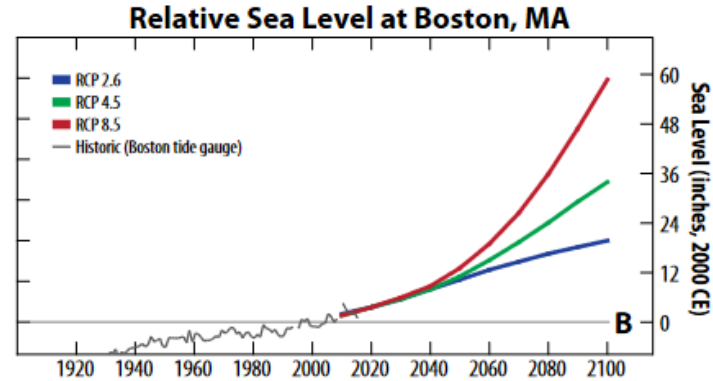 Relative Sea Level at Boston, MA
RCP 2.6
RCP 4.5
RCP 8.5
Historic (Boston tide gauge)
60
48
36
24
12
0
Sea Level (inches, 2000 CE)
B
1920 1940 1960 1980 2000 2020 2040 2060 2080 2100